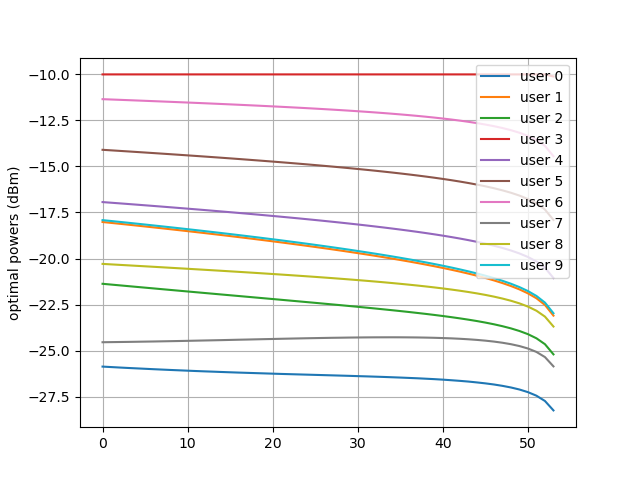 optimal powers (dBm)
−10.0
−12.5
−15.0
−17.5
−20.0
−22.5
−25.0
−27.5
0 10 20 30 40 50
user 0
user 1
user 2
user 3
user 4
user 5
user 6
user 7
user 8
user 9